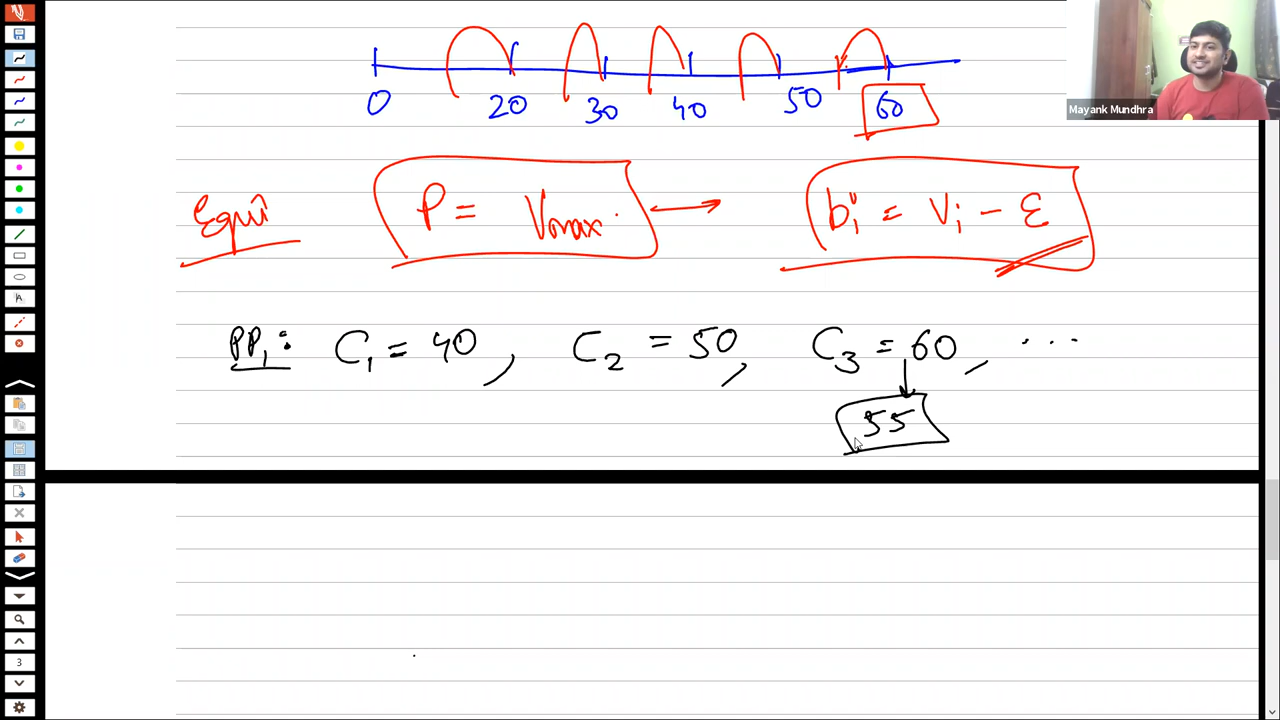 Mayank Mundhra
0 20 30 40 50 60
Equi P = Vmax. → bi = Vi - ε
PP1: C1 = 40, C2 = 50, C3 = 60, ...
55
3